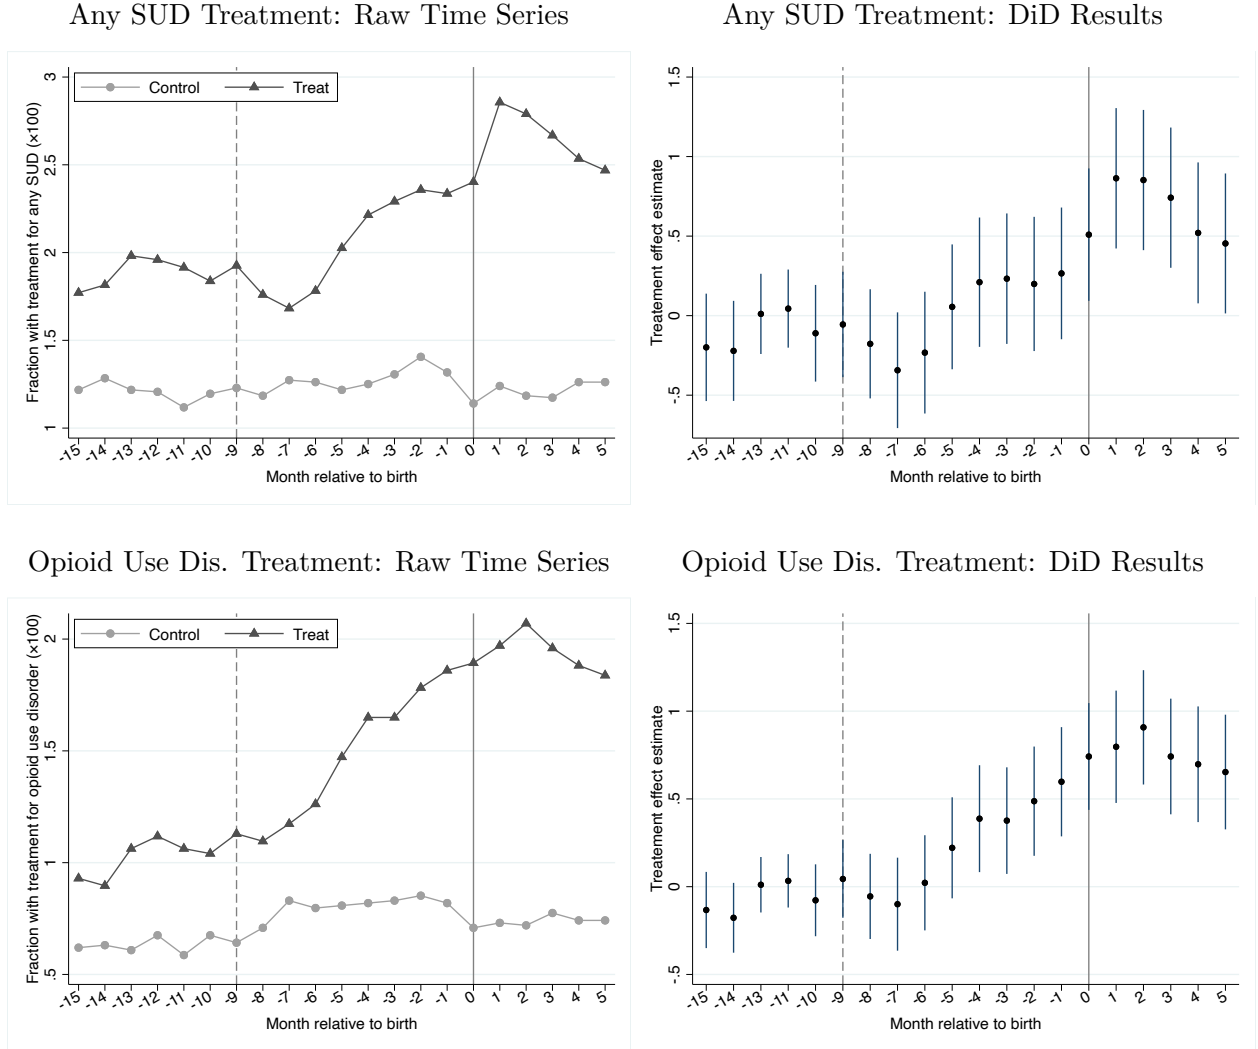 Any SUD Treatment: Raw Time Series
Fraction with treatment for any SUD (×100)
3
2.5
2
1.5
1
Control
Treat
-15 -14 -13 -12 -11 -10 -9 -8 -7 -6 -5 -4 -3 -2 -1 0 1 2 3 4 5
Month relative to birth
Any SUD Treatment: DiD Results
Treatement effect estimate
1.5
1
.5
0
-.5
-15 -14 -13 -11 -10 -9 -8 -7 -6 -5 -4 -3 -2 -1 0 1 2 3 4 5
Month relative to birth
Opioid Use Dis. Treatment: Raw Time Series
Fraction with treatment for opioid use disorder (×100)
2
1.5
1
.5
Control
Treat
-15 -14 -13 -12 -11 -10 -9 -8 -7 -6 -5 -4 -3 -2 -1 0 1 2 3 4 5
Month relative to birth
Opioid Use Dis. Treatment: DiD Results
Treatement effect estimate
1.5
1
.5
0
-.5
-15 -14 -13 -11 -10 -9 -8 -7 -6 -5 -4 -3 -2 -1 0 1 2 3 4 5
Month relative to birth